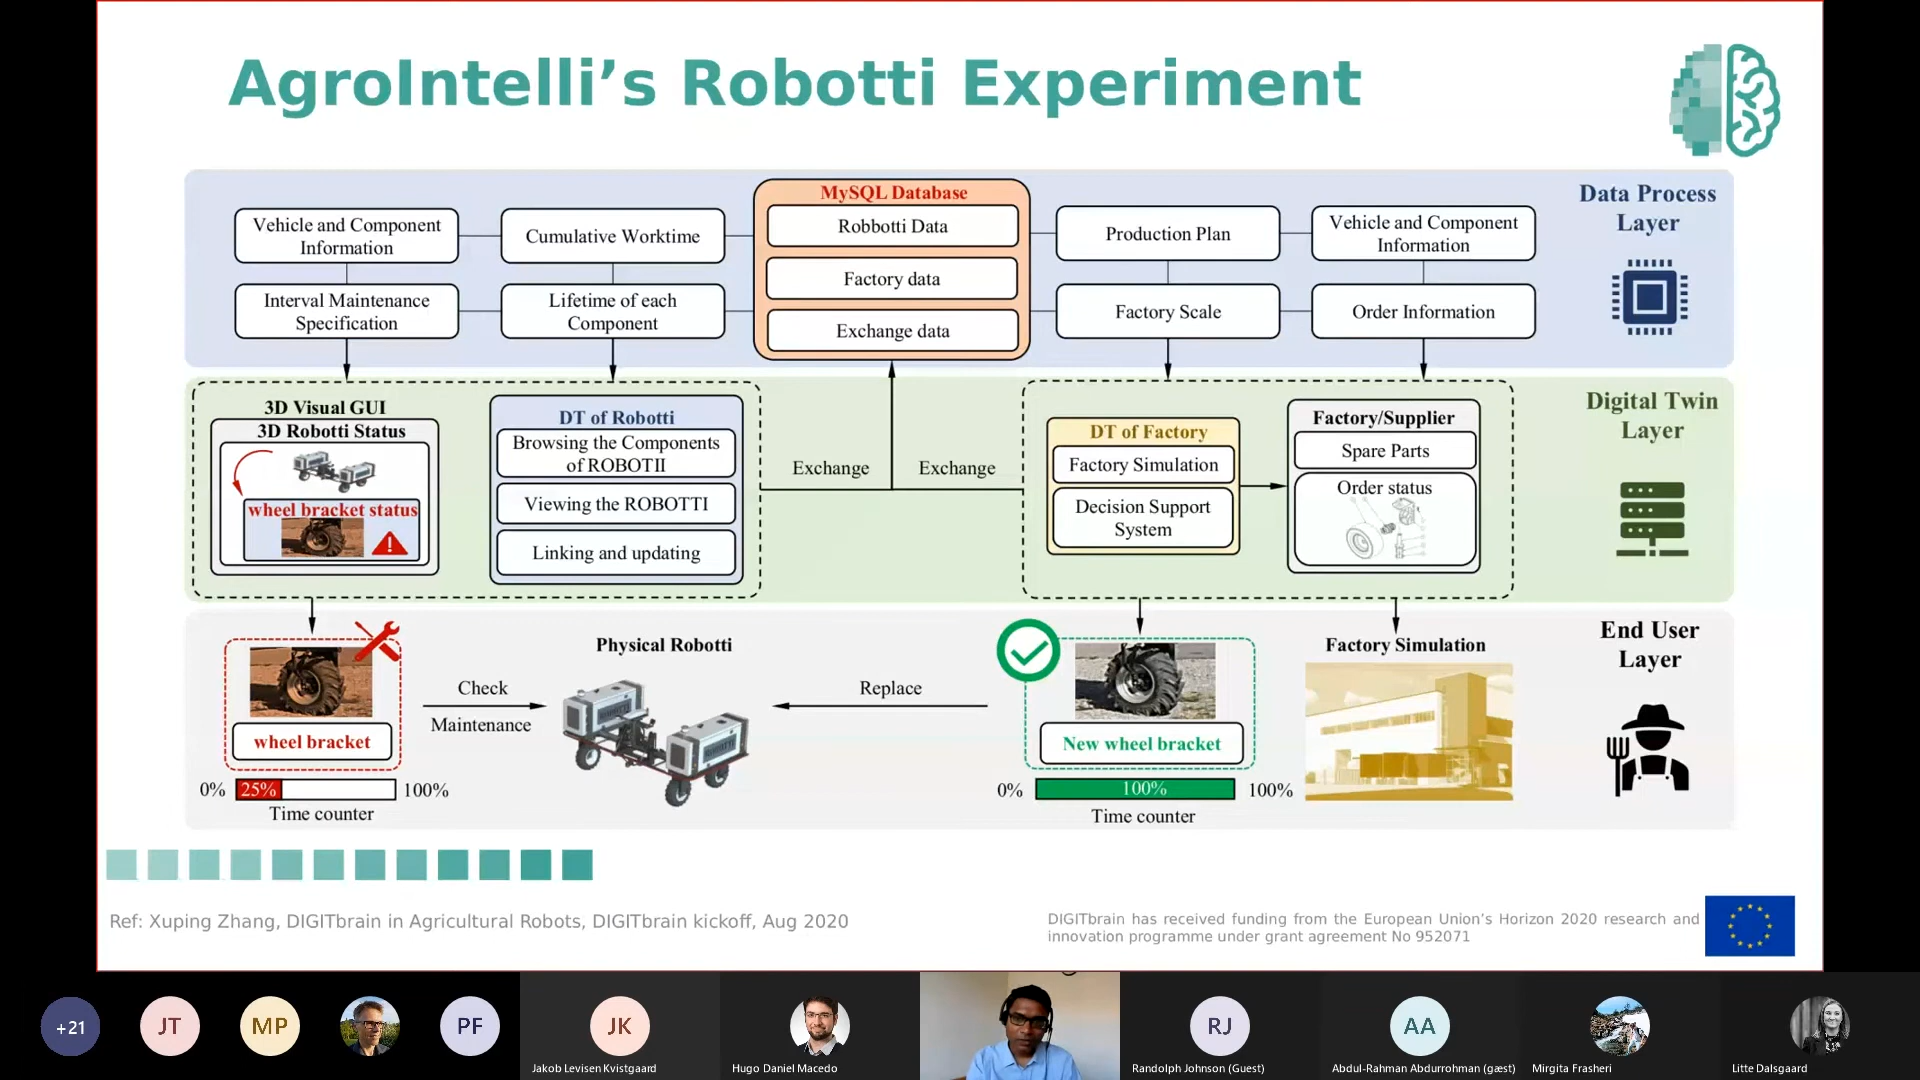 AgroIntelli’s Robotti Experiment
Data Process
Layer
Vehicle and Component
Information
Cumulative Worktime
MySQL Database
Robbotti Data
Factory data
Exchange data
Production Plan
Vehicle and Component
Information
Interval Maintenance
Specification
Lifetime of each
Component
Factory Scale
Order Information
Digital Twin
Layer
3D Visual GUI
3D Robotti Status
wheel bracket status
DT of Robotti
Browsing the Components
of ROBOTII
Viewing the ROBOTTI
Linking and updating
Exchange
Exchange
DT of Factory
Factory Simulation
Decision Support
System
Factory/Supplier
Spare Parts
Order status
End User
Layer
wheel bracket
0%
25%
100%
Time counter
Check
Maintenance
Physical Robotti
Replace
New wheel bracket
0%
100%
100%
Time counter
Factory Simulation
Ref: Xuping Zhang, DIGITbrain in Agricultural Robots, DIGITbrain kickoff, Aug 2020
DIGITbrain has received funding from the European Union’s Horizon 2020 research and
innovation programme under grant agreement No 952071
+21
JT
MP
PF
JK
Jakob Levisen Kvistgaard
Hugo Daniel Macedo
RJ
Randolph Johnson (Guest)
AA
Abdul-Rahman Abdurrohman (gæst)
Mirgita Frasheri
Litte Dalsgaard